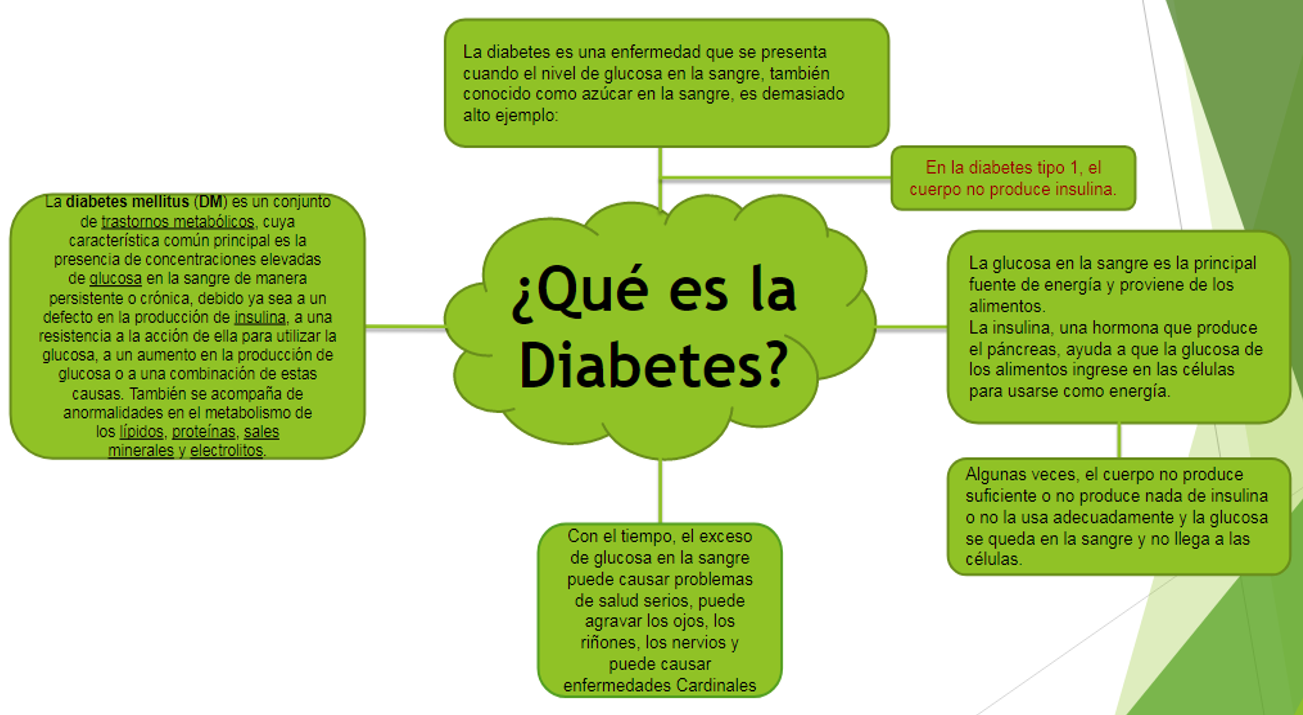 La diabetes es una enfermedad que se presenta
cuando el nivel de glucosa en la sangre, también
conocido como azúcar en la sangre, es demasiado
alto ejemplo:
En la diabetes tipo 1, el
cuerpo no produce insulina.
La diabetes mellitus (DM) es un conjunto
de trastornos metabólicos, cuya
característica común principal es la
presencia de concentraciones elevadas
de glucosa en la sangre de manera
persistente o crónica, debido ya sea a un
defecto en la producción de insulina, a una
resistencia a la acción de ella para utilizar la
glucosa, a un aumento en la producción de
glucosa o a una combinación de estas
causas. También se acompaña de
anormalidades en el metabolismo de
los lípidos, proteínas, sales
minerales y electrolitos.
¿Qué es la
Diabetes?
La glucosa en la sangre es la principal
fuente de energía y proviene de los
alimentos.
La insulina, una hormona que produce
el páncreas, ayuda a que la glucosa de
los alimentos ingrese en las células
para usarse como energía.
Algunas veces, el cuerpo no produce
suficiente o no produce nada de insulina
o no la usa adecuadamente y la glucosa
se queda en la sangre y no llega a las
células.
Con el tiempo, el exceso
de glucosa en la sangre
puede causar problemas
de salud serios, puede
agravar los ojos, los
riñones, los nervios y
puede causar
enfermedades Cardinales